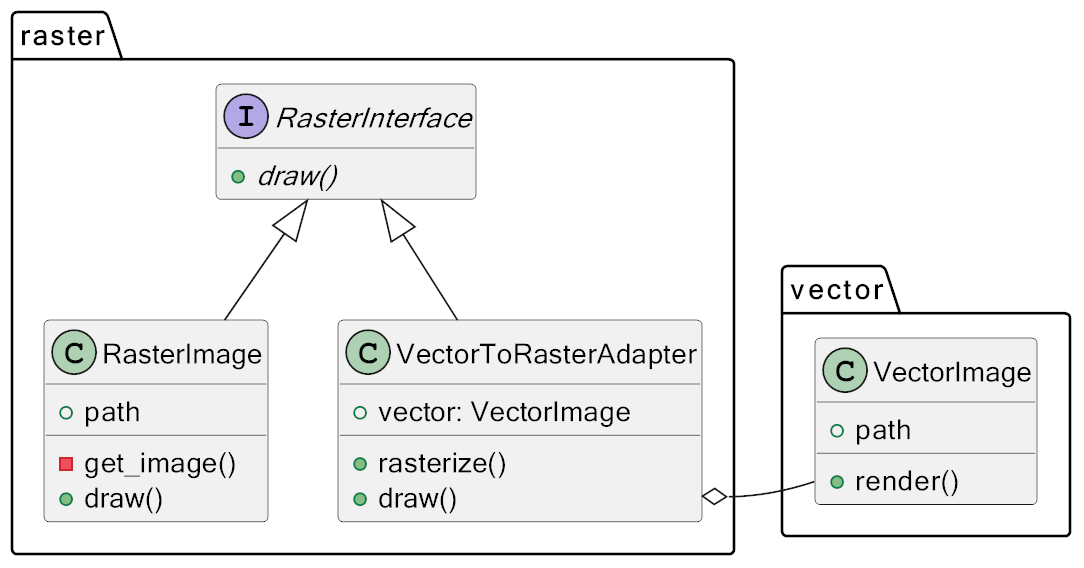 raster
I RasterInterface
draw()
C RasterImage
path
get_image()
draw()
C VectorToRasterAdapter
vector: VectorImage
rasterize()
draw()
vector
C VectorImage
path
render()